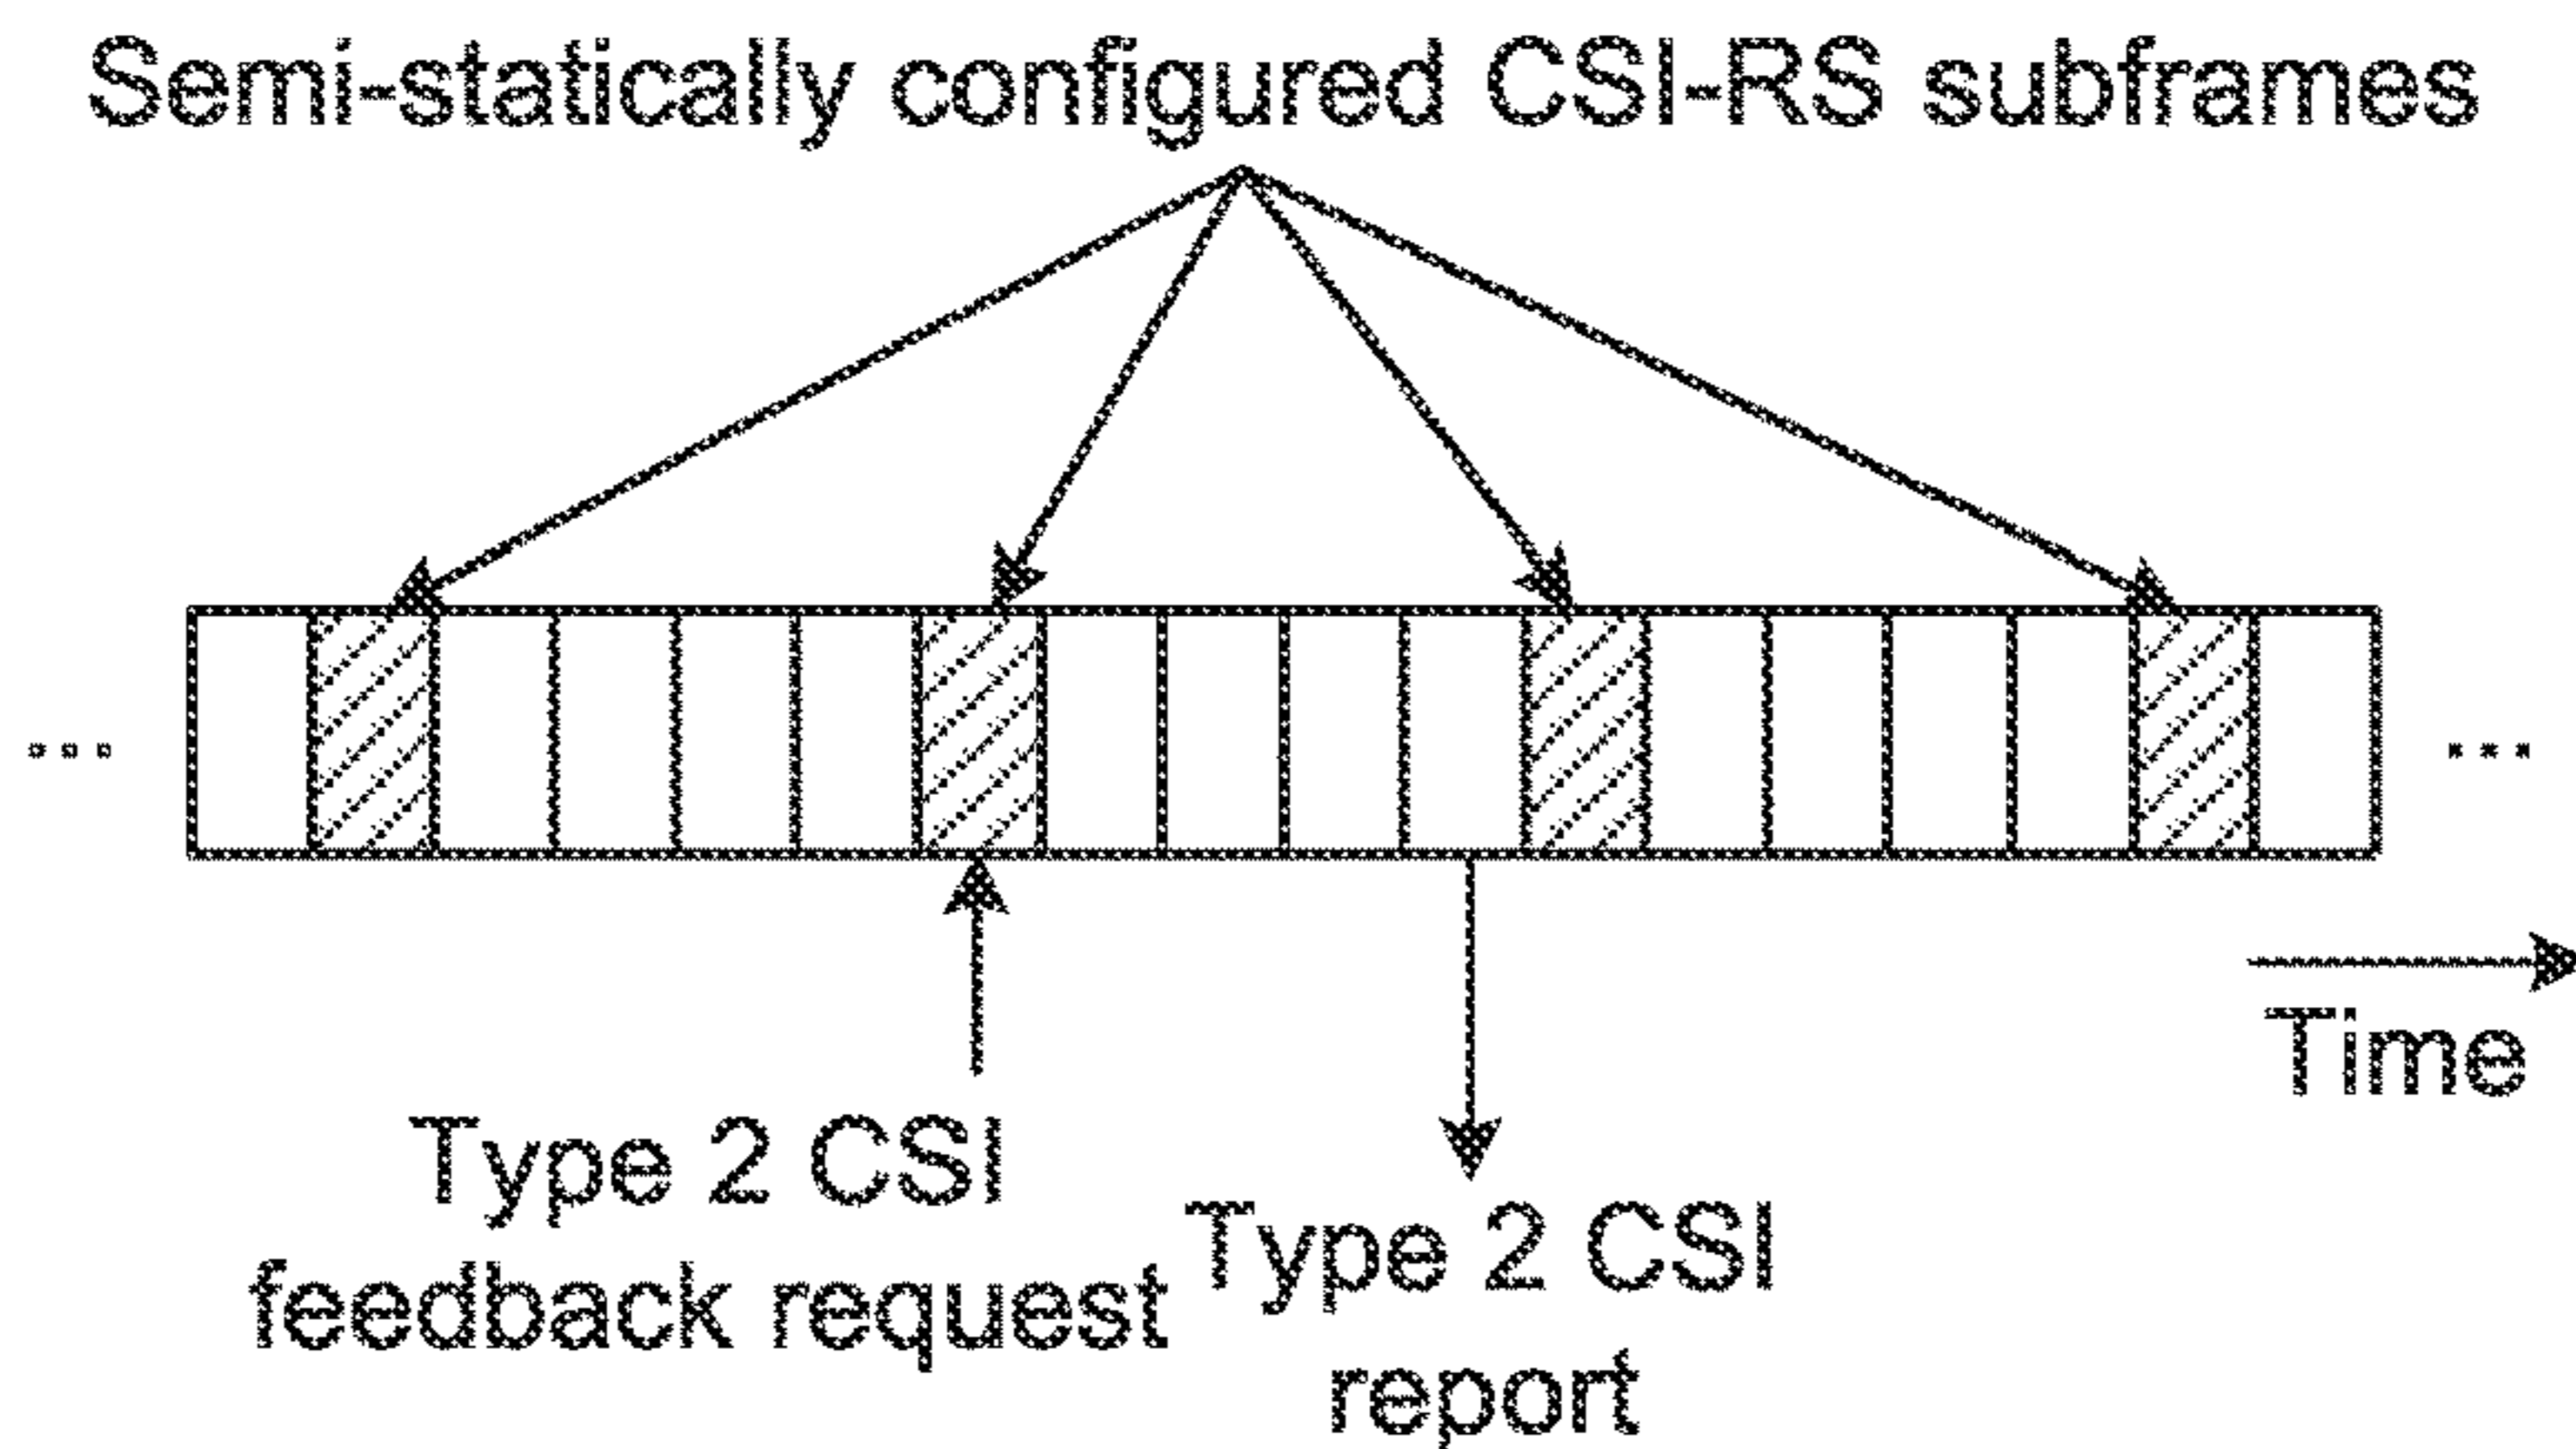 Semi-statically configured CSI-RS subframes
... ...
Time
Type 2 CSI
feedback request
Type 2 CSI
report